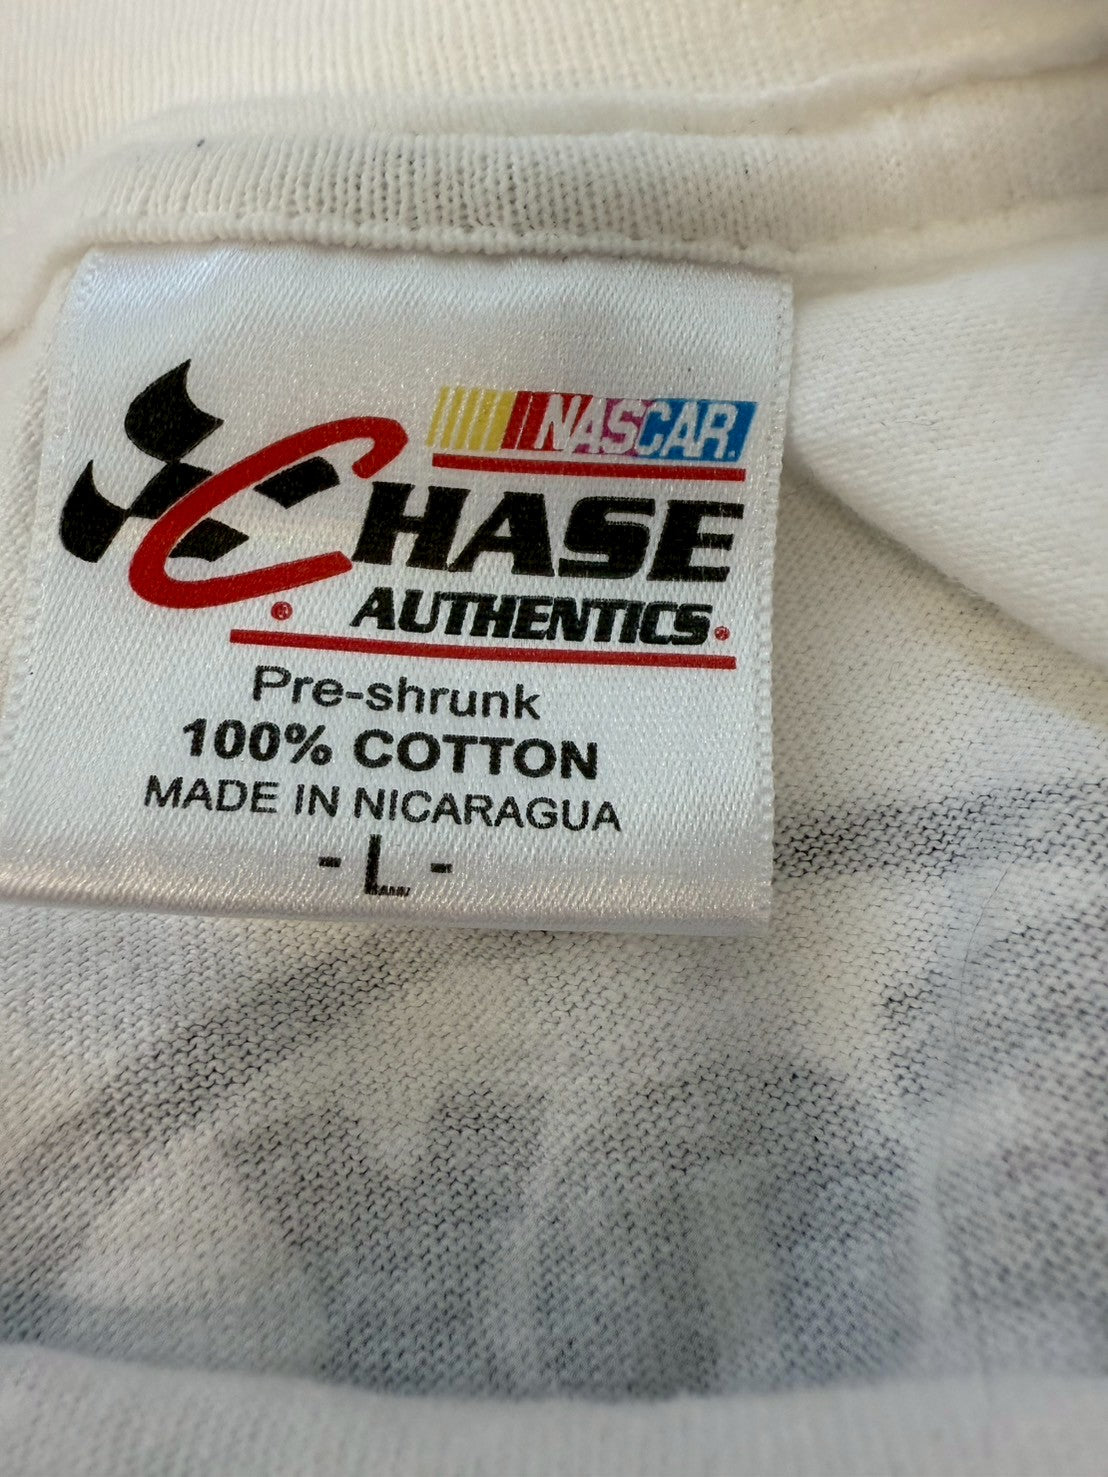 NASCAR
CHASE
AUTHENTICS®
Pre-shrunk
100% COTTON
MADE IN NICARAGUA
- L -